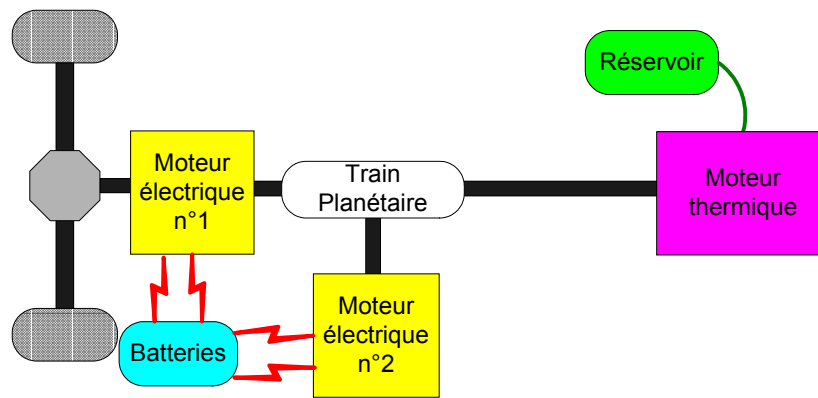 Réservoir
Moteur
électrique
n°1
Train
Planétaire
Moteur
thermique
Batteries
Moteur
électrique
n°2